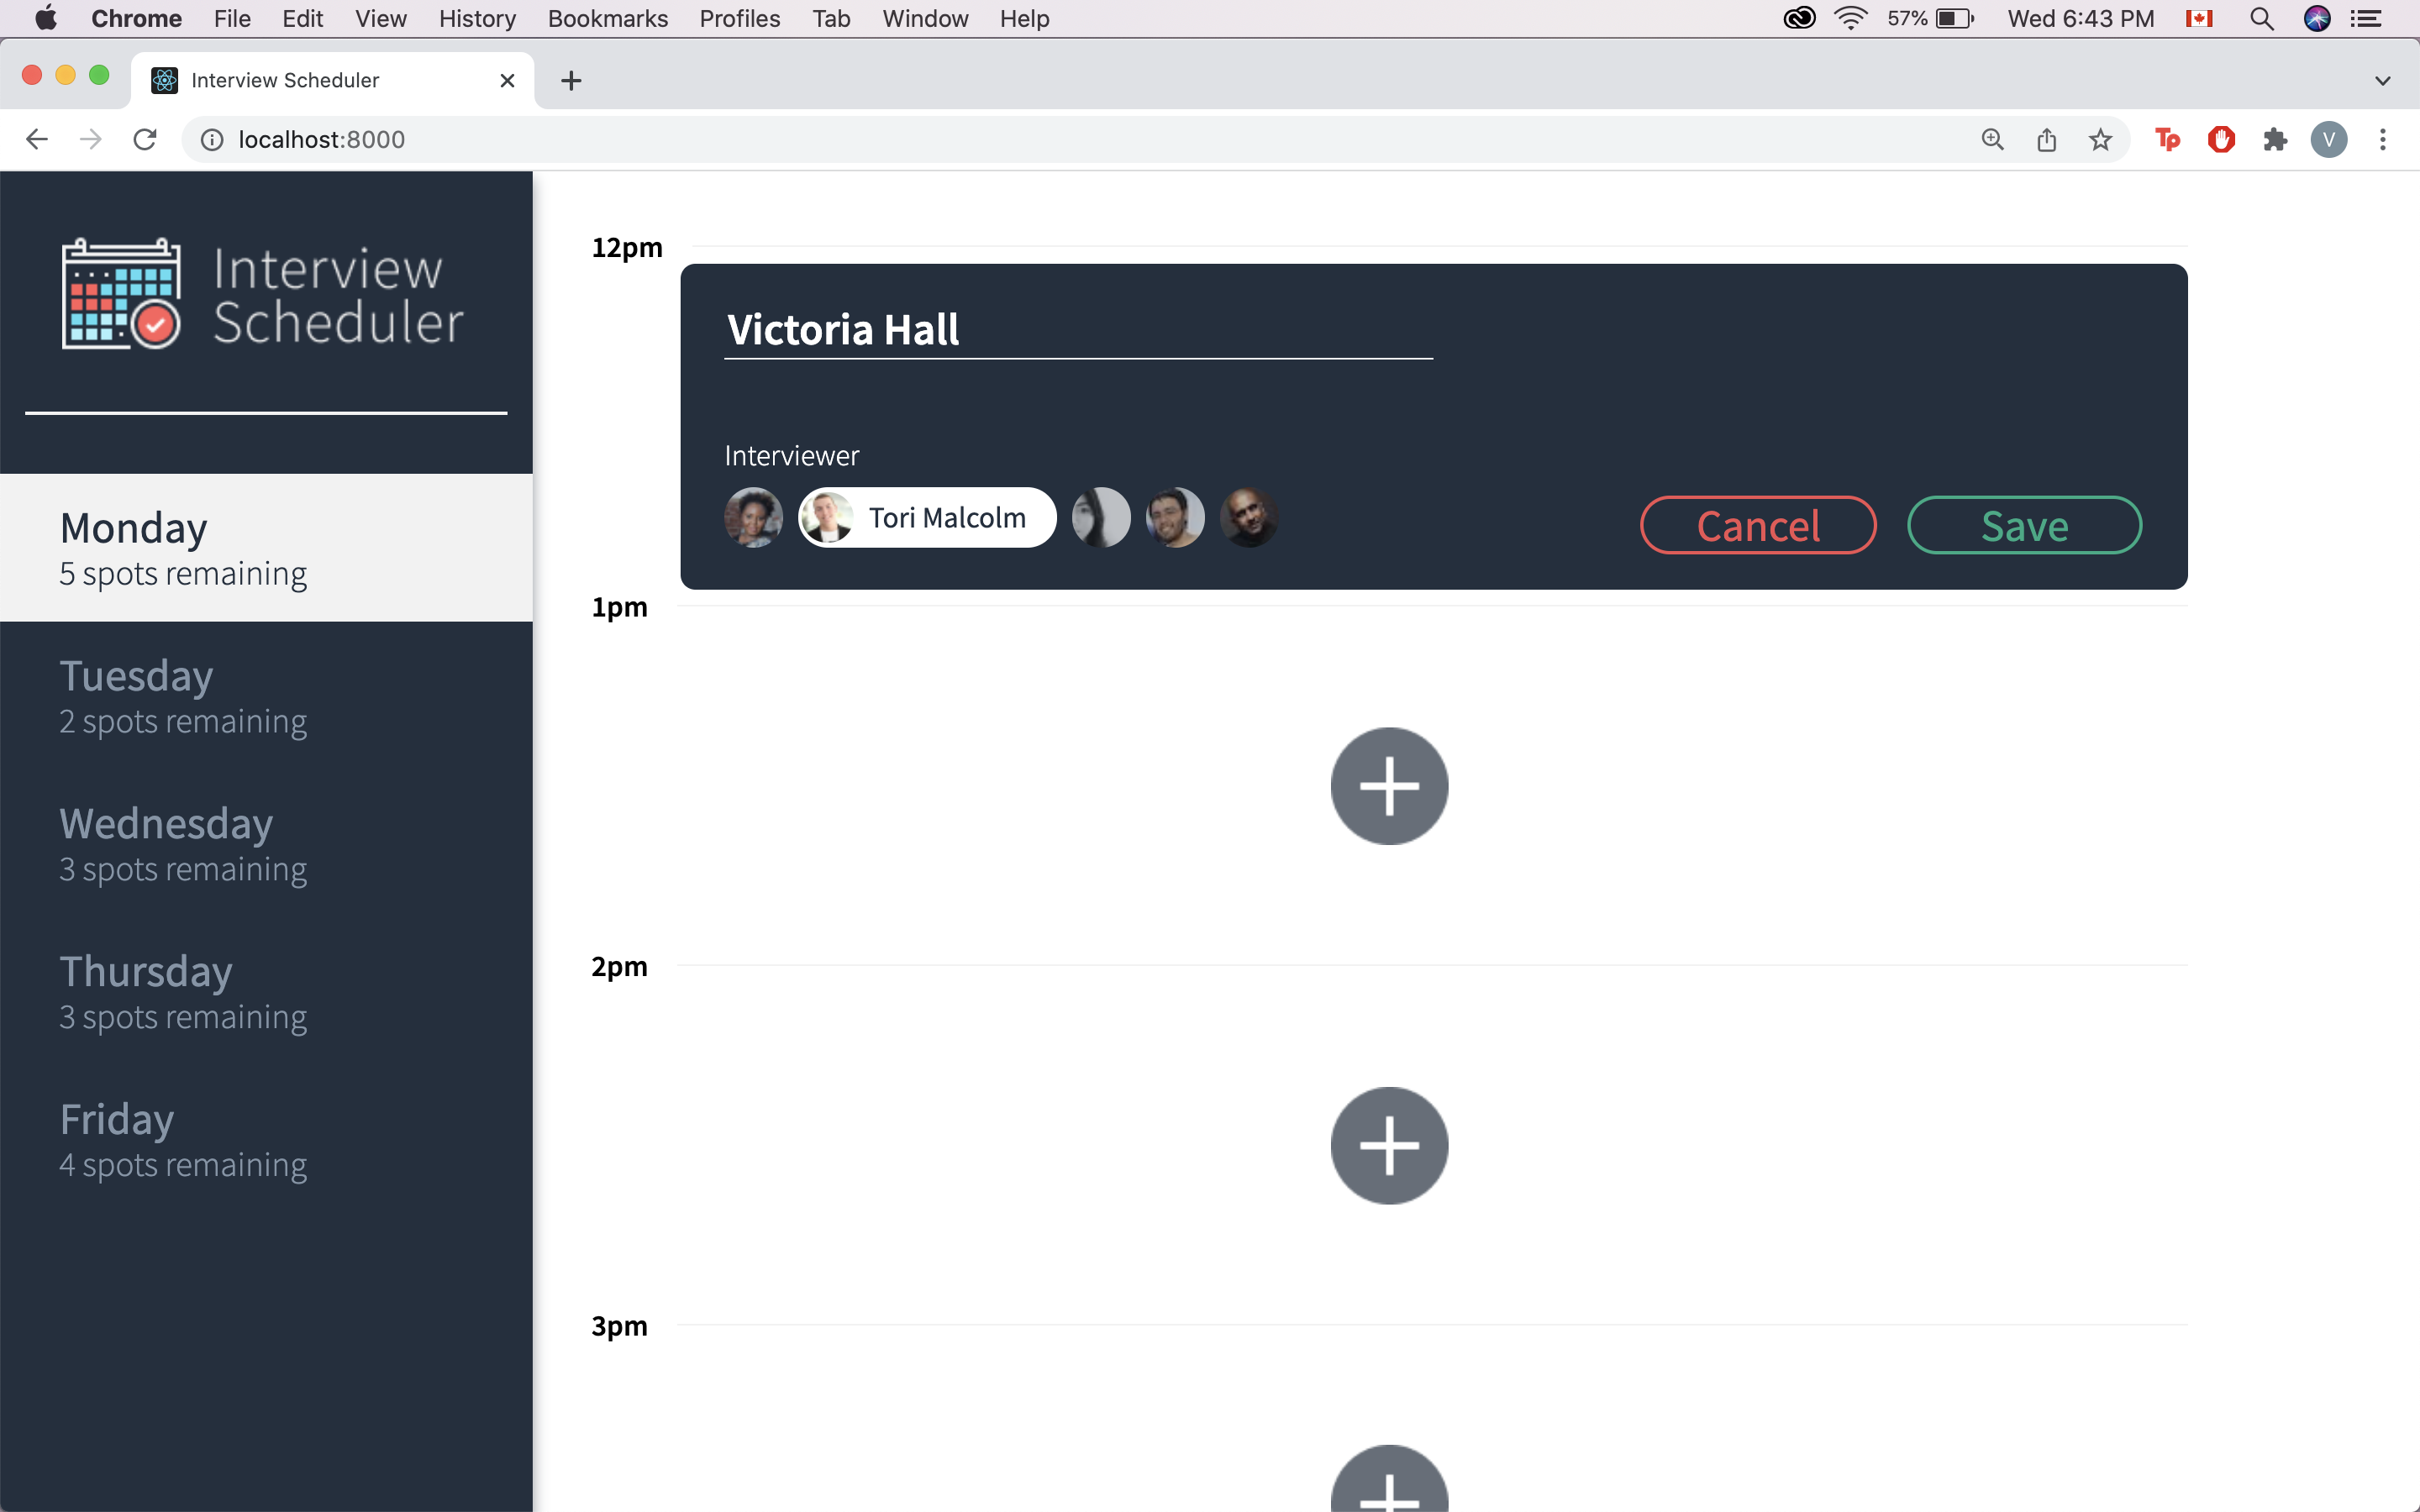 Chrome File Edit View History Bookmarks Profiles Tab Window Help 57% Wed 6:43 PM
Interview Scheduler
localhost:8000 Tp V
Interview
Scheduler
Monday
5 spots remaining
Tuesday
2 spots remaining
Wednesday
3 spots remaining
Thursday
3 spots remaining
Friday
4 spots remaining
12pm
Victoria Hall
Interviewer
Tori Malcolm
Cancel Save
1pm
2pm
3pm